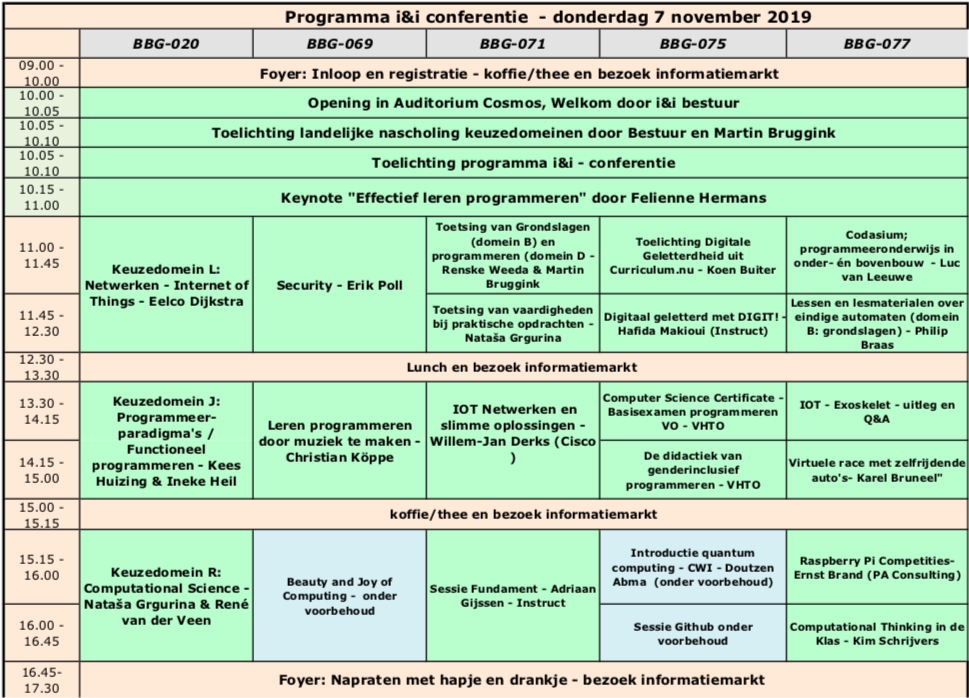 Programma i&i conferentie - donderdag 7 november 2019
BBG-020
BBG-069
BBG-071
BBG-075
BBG-077
09.00 -
10.00
Foyer: Inloop en registratie - koffie/thee en bezoek informatiemarkt
10.00 -
10.05
Opening in Auditorium Cosmos, Welkom door i&i bestuur
10.05 -
10.10
Toelichting landelijke nascholing keuzedomeinen door Bestuur en Martin Bruggink
10.05 -
10.10
Toelichting programma i&i - conferentie
10.15 -
11.00
Keynote "Effectief leren programmeren" door Felienne Hermans
11.00 -
11.45
Keuzedomein L:
Netwerken - Internet of
Things - Eelco Dijkstra
Security - Erik Poll
Toetsing van Grondslagen
(domein B) en
programmeren (domein D -
Renske Weeda & Martin
Bruggink
Toelichting Digitale
Geletterdheid uit
Curriculum.nu - Koen Buiter
Codasium;
programmeeronderwijs in
onder- én bovenbouw - Luc
van Leeuwe
11.45 -
12.30
Toetsing van vaardigheden
bij praktische opdrachten -
Nataša Grgurina
Digitaal geletterd met DIGIT! -
Hafida Makioui (Instruct)
Lessen en lesmaterialen over
eindige automaten (domein
B: grondslagen) - Philip
Braas
12.30 -
13.30
Lunch en bezoek informatiemarkt
13.30 -
14.15
Keuzedomein J:
Programmeer-
paradigma's /
Functioneel
programmeren - Kees
Huizing & Ineke Heil
Leren programmeren
door muziek te maken -
Christian Köppe
IOT Netwerken en
slimme oplossingen -
Willem-Jan Derks (Cisco
)
Computer Science Certificate -
Basisexamen programmeren
VO - VHTO
IOT - Exoskelet - uitleg en
Q&A
14.15 -
15.00
De didactiek van
genderinclusief
programmeren - VHTO
Virtuele race met zelfrijdende
auto's- Karel Bruneel"
15.00 -
15.15
koffie/thee en bezoek informatiemarkt
15.15 -
16.00
Keuzedomein R:
Computational Science -
Nataša Grgurina & René
van der Veen
Beauty and Joy of
Computing - onder
voorbehoud
Sessie Fundament - Adriaan
Gijssen - Instruct
Introductie quantum
computing - CWI - Doutzen
Abma (onder voorbehoud)
Raspberry Pi Competities-
Ernst Brand (PA Consulting)
16.00 -
16.45
Sessie Github onder
voorbehoud
Computational Thinking in de
Klas - Kim Schrijvers
16.45-
17.30
Foyer: Napraten met hapje en drankje - bezoek informatiemarkt